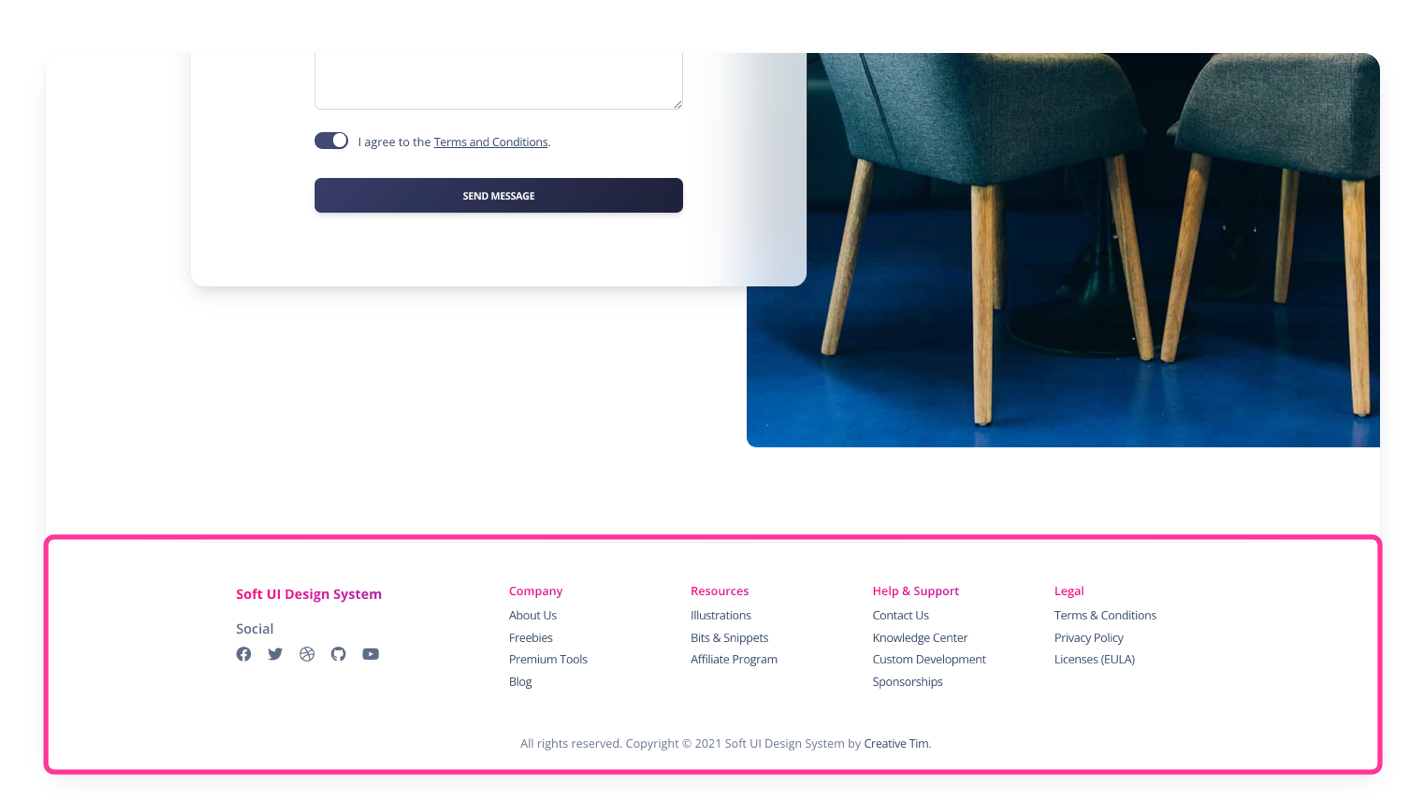 I agree to the Terms and Conditions.
SEND MESSAGE
Soft UI Design System
Social
Company
About Us
Freebies
Premium Tools
Blog
Resources
Illustrations
Bits & Snippets
Affiliate Program
Help & Support
Contact Us
Knowledge Center
Custom Development
Sponsorships
Legal
Terms & Conditions
Privacy Policy
Licenses (EULA)
All rights reserved. Copyright © 2021 Soft UI Design System by Creative Tim.